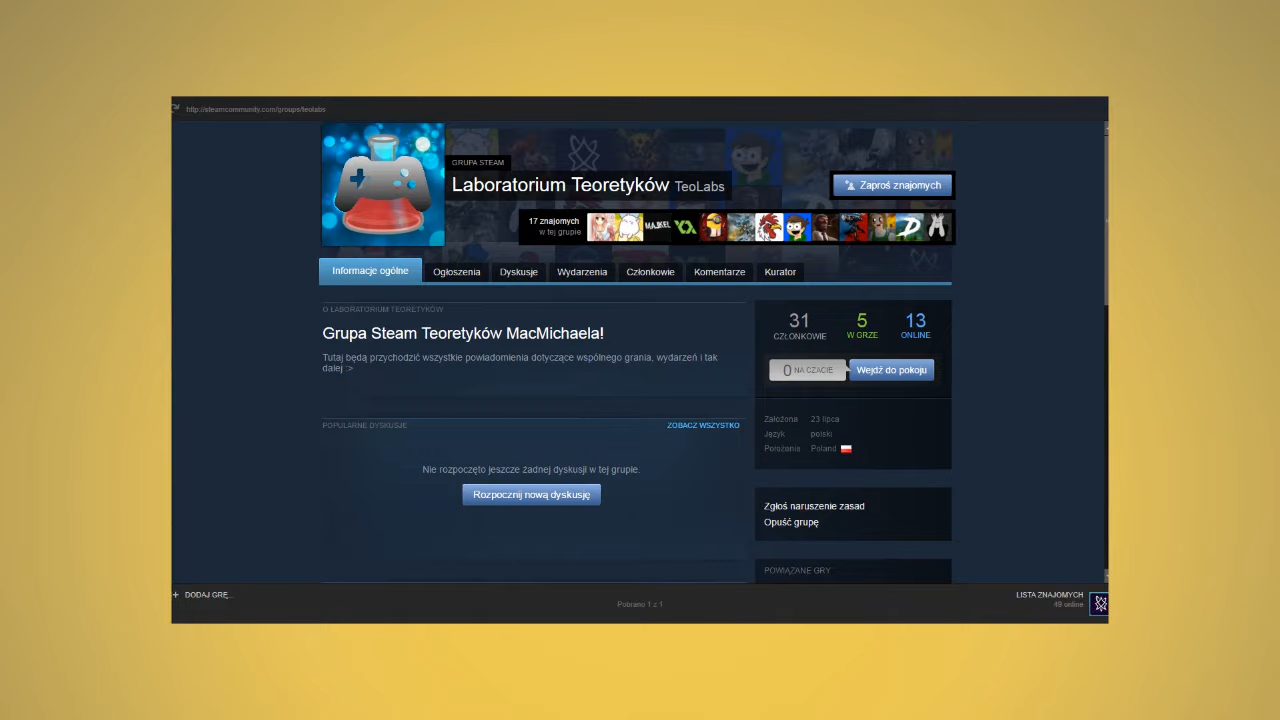 http://steamcommunity.com/groups/teolabs
GRUPA STEAM
Laboratorium Teoretyków TeoLabs
Zaproś znajomych
17 znajomych
w tej grupie
Informacje ogólne
Ogłoszenia
Dyskusje
Wydarzenia
Członkowie
Komentarze
Kurator
O LABORATORIUM TEORETYKÓW
Grupa Steam Teoretyków MacMichaela!
Tutaj będą przychodzić wszystkie powiadomienia dotyczące wspólnego grania, wydarzeń i tak
dalej :>
31
CZŁONKOWIE
5
W GRZE
13
ONLINE
0 NA CZACIE
Wejdź do pokoju
Założona 23 lipca
Język polski
Położenie Poland
POPULARNE DYSKUSJE
ZOBACZ WSZYSTKO
Nie rozpoczęto jeszcze żadnej dyskusji w tej grupie.
Rozpocznij nową dyskusję
Zgłoś naruszenie zasad
Opuść grupę
POWIĄZANE GRY
+ DODAJ GRĘ...
Pobrano 1 z 1
LISTA ZNAJOMYCH
49 online